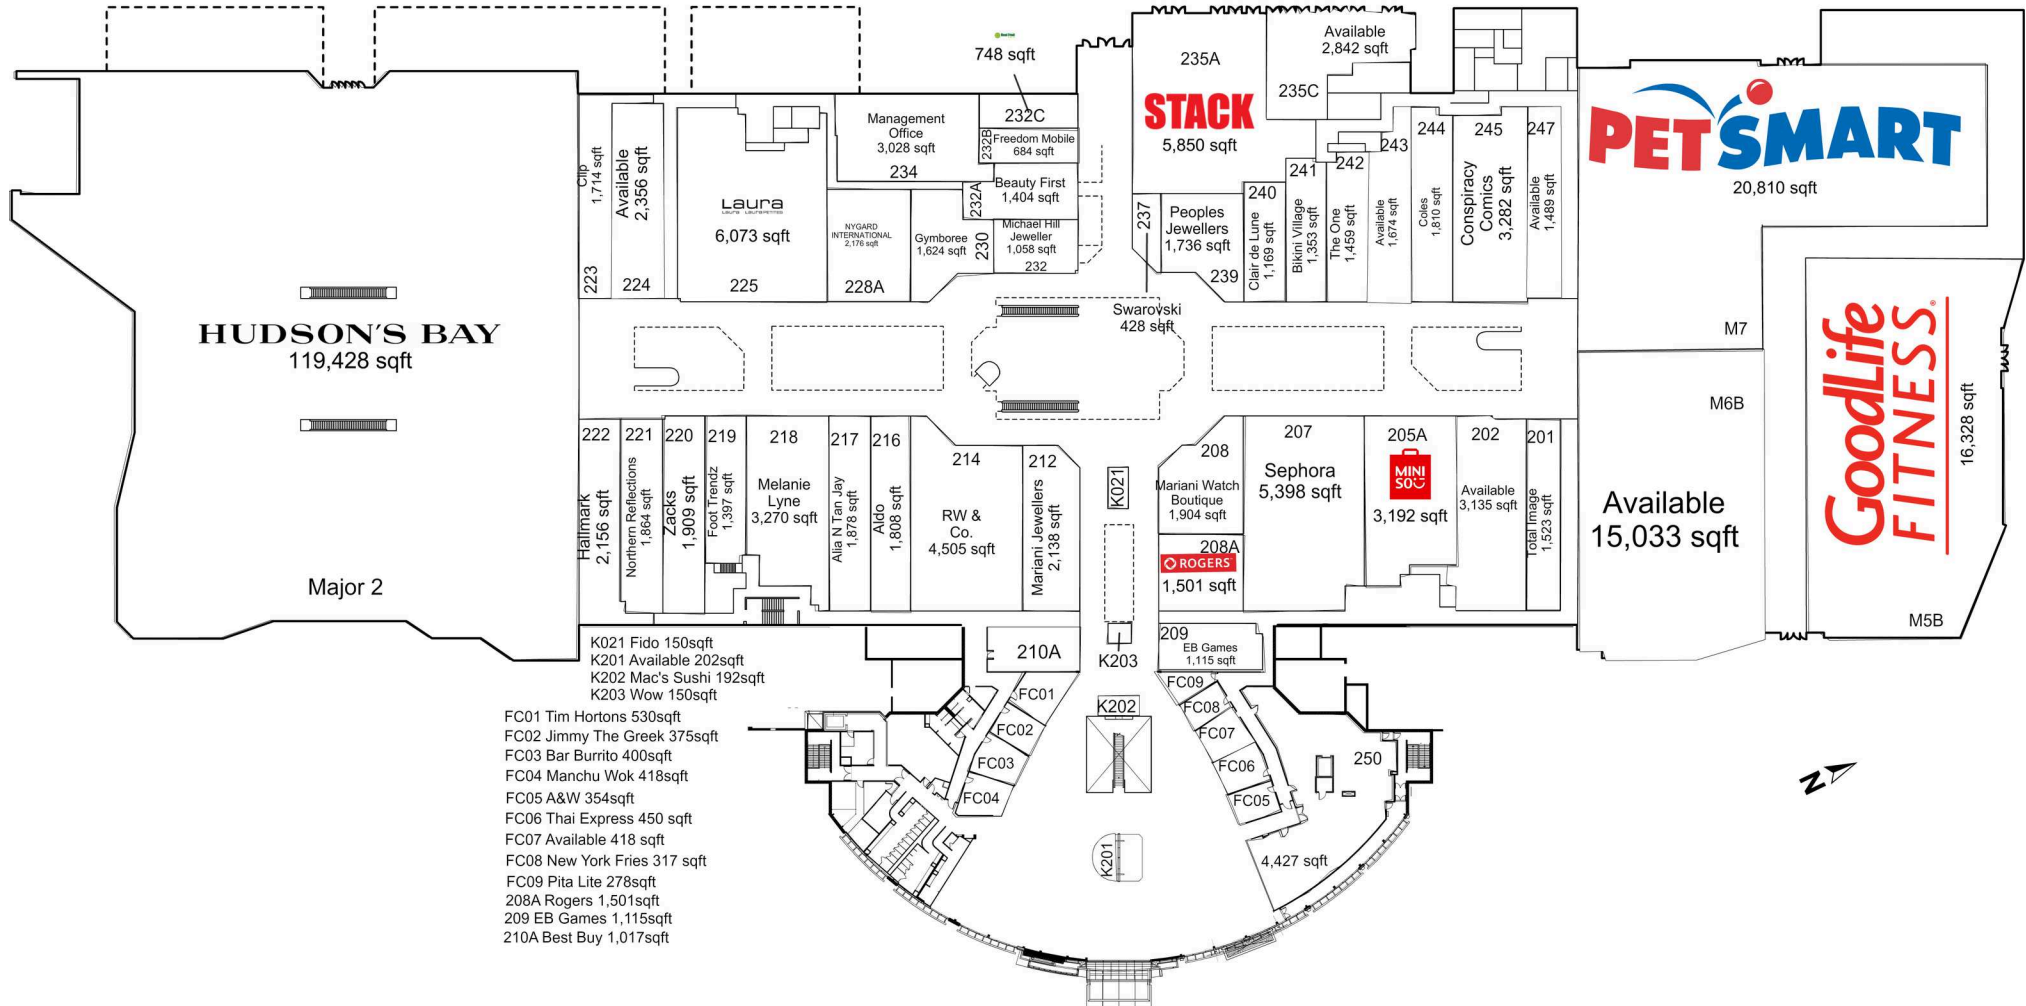 748 sqft
232C
Freedom Mobile
684 sqft
232B
Management
Office
3,028 sqft
234
Beauty First
1,404 sqft
232A
Michael Hill
Jeweller
1,058 sqft
232
Gymboree
1,624 sqft
230
NYGARD
INTERNATIONAL
2,176 sqft
228A
Laura
LAURA LAURA PETITES
6,073 sqft
225
Available
2,356 sqft
224
Clip
1,714 sqft
223
HUDSON'S BAY
119,428 sqft
Major 2
235A
STACK
5,850 sqft
Available
2,842 sqft
235C
237
Swarovski
428 sqft
Peoples
Jewellers
1,736 sqft
239
240
Clair de Lune
1,169 sqft
241
Bikini Village
1,353 sqft
242
The One
1,459 sqft
243
Available
1,674 sqft
244
Coles
1,810 sqft
245
Conspiracy
Comics
3,282 sqft
247
Available
1,489 sqft
PETSMART
20,810 sqft
M7
GoodLife
FITNESS
16,328 sqft
M5B
M6B
Available
15,033 sqft
222
Hallmark
2,156 sqft
221
Northern Reflections
1,864 sqft
220
Zacks
1,909 sqft
219
Foot Trendz
1,397 sqft
218
Melanie
Lyne
3,270 sqft
217
Alia N Tan Jay
1,878 sqft
216
Aldo
1,808 sqft
214
RW &
Co.
4,505 sqft
212
Mariani Jewellers
2,138 sqft
K021
208
Mariani Watch
Boutique
1,904 sqft
208A
ROGERS
1,501 sqft
207
Sephora
5,398 sqft
205A
MINI
SO
3,192 sqft
202
Available
3,135 sqft
201
Total Image
1,523 sqft
210A
K203
209
EB Games
1,115 sqft
FC01
FC02
FC03
FC04
K202
FC09
FC08
FC07
FC06
FC05
250
4,427 sqft
K201
N
K021 Fido 150sqft
K201 Available 202sqft
K202 Mac's Sushi 192sqft
K203 Wow 150sqft
FC01 Tim Hortons 530sqft
FC02 Jimmy The Greek 375sqft
FC03 Bar Burrito 400sqft
FC04 Manchu Wok 418sqft
FC05 A&W 354sqft
FC06 Thai Express 450 sqft
FC07 Available 418 sqft
FC08 New York Fries 317 sqft
FC09 Pita Lite 278sqft
208A Rogers 1,501sqft
209 EB Games 1,115sqft
210A Best Buy 1,017sqft